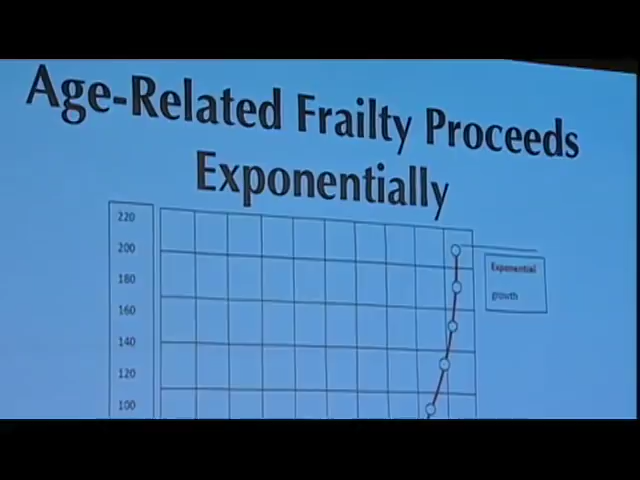 Age-Related Frailty Proceeds
Exponentially
220
200
180
160
140
120
100
Exponential
growth